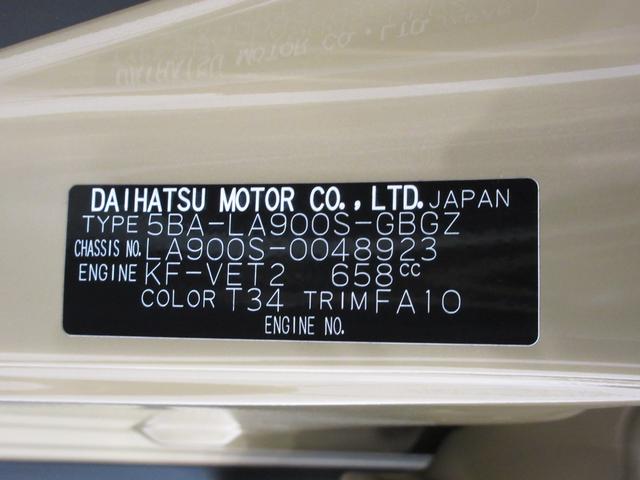 DAIHATSU MOTOR CO., LTD. JAPAN
TYPE 5BA-LA900S-GBGZ
CHASSIS NO. LA900S-0048923
ENGINE KF-VET2 658cc
COLOR T34 TRIM FA10
ENGINE NO.